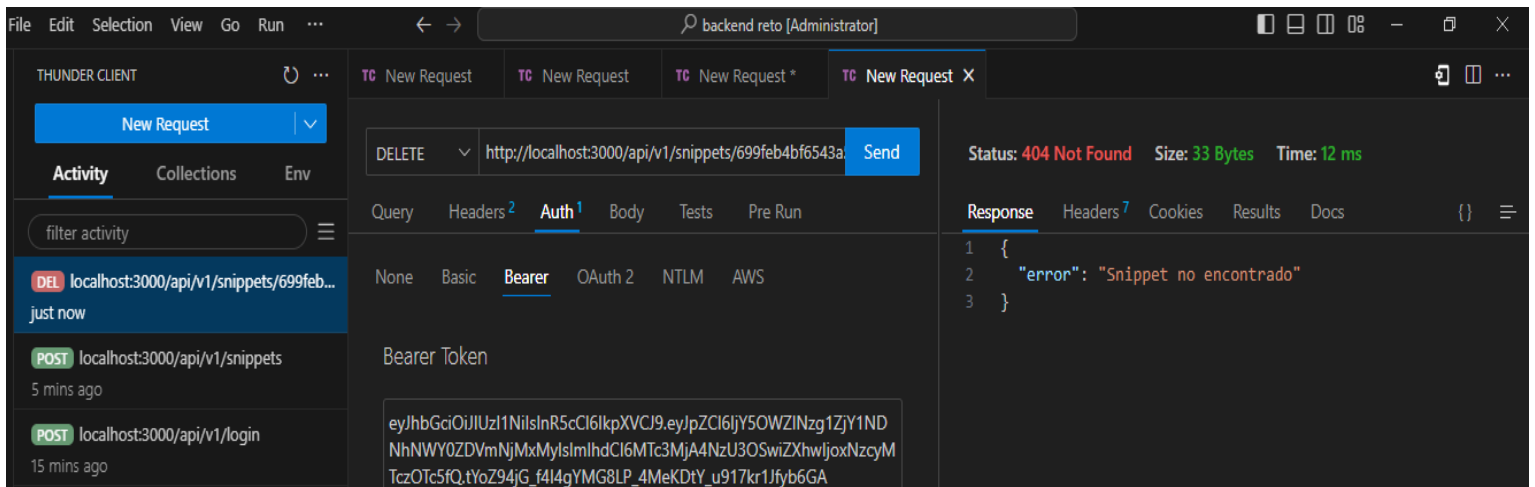 File Edit Selection View Go Run ...
backend reto [Administrator]
THUNDER CLIENT
New Request
Activity Collections Env
filter activity
DEL localhost:3000/api/v1/snippets/699feb...
just now
POST localhost:3000/api/v1/snippets
5 mins ago
POST localhost:3000/api/v1/login
15 mins ago
TC New Request TC New Request TC New Request * TC New Request
DELETE http://localhost:3000/api/v1/snippets/699feb4bf6543a Send
Query Headers 2 Auth 1 Body Tests Pre Run
None Basic Bearer OAuth 2 NTLM AWS
Bearer Token
eyJhbGciOiJIUzI1NiIsInR5cCI6IkpXVCJ9.eyJpZCI6IjY5OWZlNzg1ZjY1ND
NhNWY0ZDVmNjMxMyIsImlhdCI6MTc3MjA4NzU3OSwiZXhwIjoxNzcyM
TczOTc5fQ.tYoZ94jG_f4I4gYMG8LP_4MeKDtY_u917kr1Jfyb6GA
Status: 404 Not Found Size: 33 Bytes Time: 12 ms
Response Headers 7 Cookies Results Docs { }
1 {
2 "error": "Snippet no encontrado"
3 }